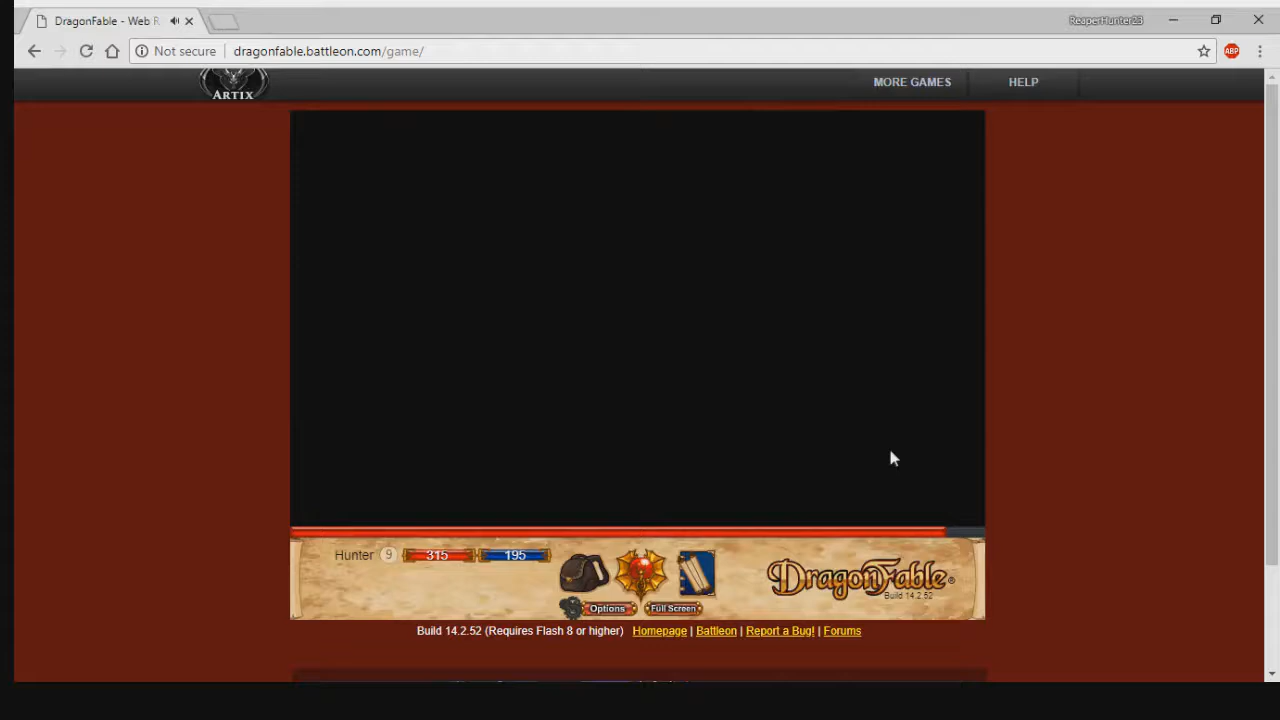 DragonFable - Web R
ReaperHunter23
Not secure
dragonfable.battleon.com/game/
ABP
ARTIX
MORE GAMES
HELP
Hunter 9 315 195
DragonFable
Build 14.2.52
Options
Full Screen
Build 14.2.52 (Requires Flash 8 or higher) Homepage | Battleon | Report a Bug! | Forums